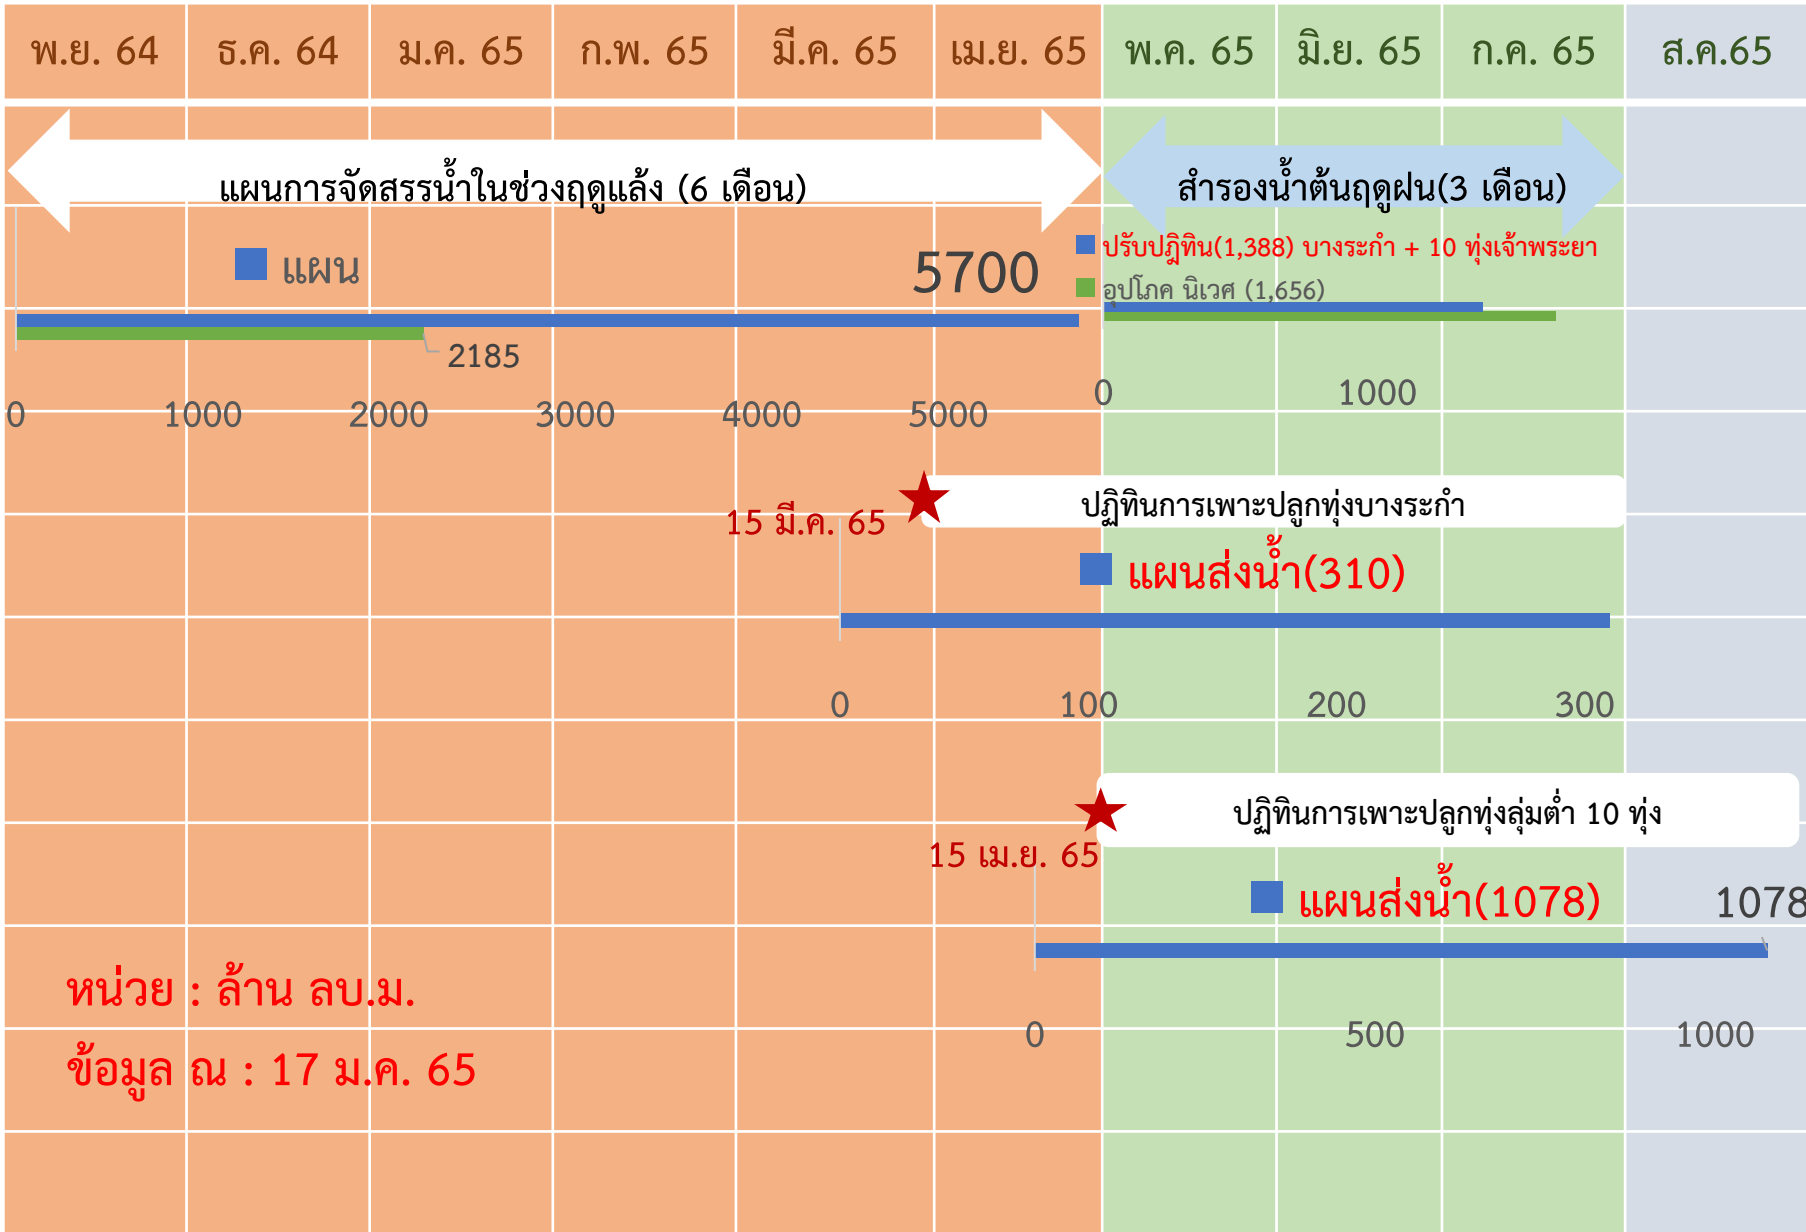 พ.ย. 64 ธ.ค. 64 ม.ค. 65 ก.พ. 65 มี.ค. 65 เม.ย. 65 พ.ค. 65 มิ.ย. 65 ก.ค. 65 ส.ค.65
แผนการจัดสรรน้ำในช่วงฤดูแล้ง (6 เดือน)
สำรองน้ำต้นฤดูฝน(3 เดือน)
แผน
5700
2185
0 1000 2000 3000 4000 5000
ปรับปฎิทิน(1,388) บางระกำ + 10 ทุ่งเจ้าพระยา
อุปโภค นิเวศ (1,656)
0 1000
ปฏิทินการเพาะปลูกทุ่งบางระกำ
15 มี.ค. 65
แผนส่งน้ำ(310)
0 100 200 300
ปฏิทินการเพาะปลูกทุ่งลุ่มต่ำ 10 ทุ่ง
15 เม.ย. 65
แผนส่งน้ำ(1078)
1078
0 500 1000
หน่วย : ล้าน ลบ.ม.
ข้อมูล ณ : 17 ม.ค. 65